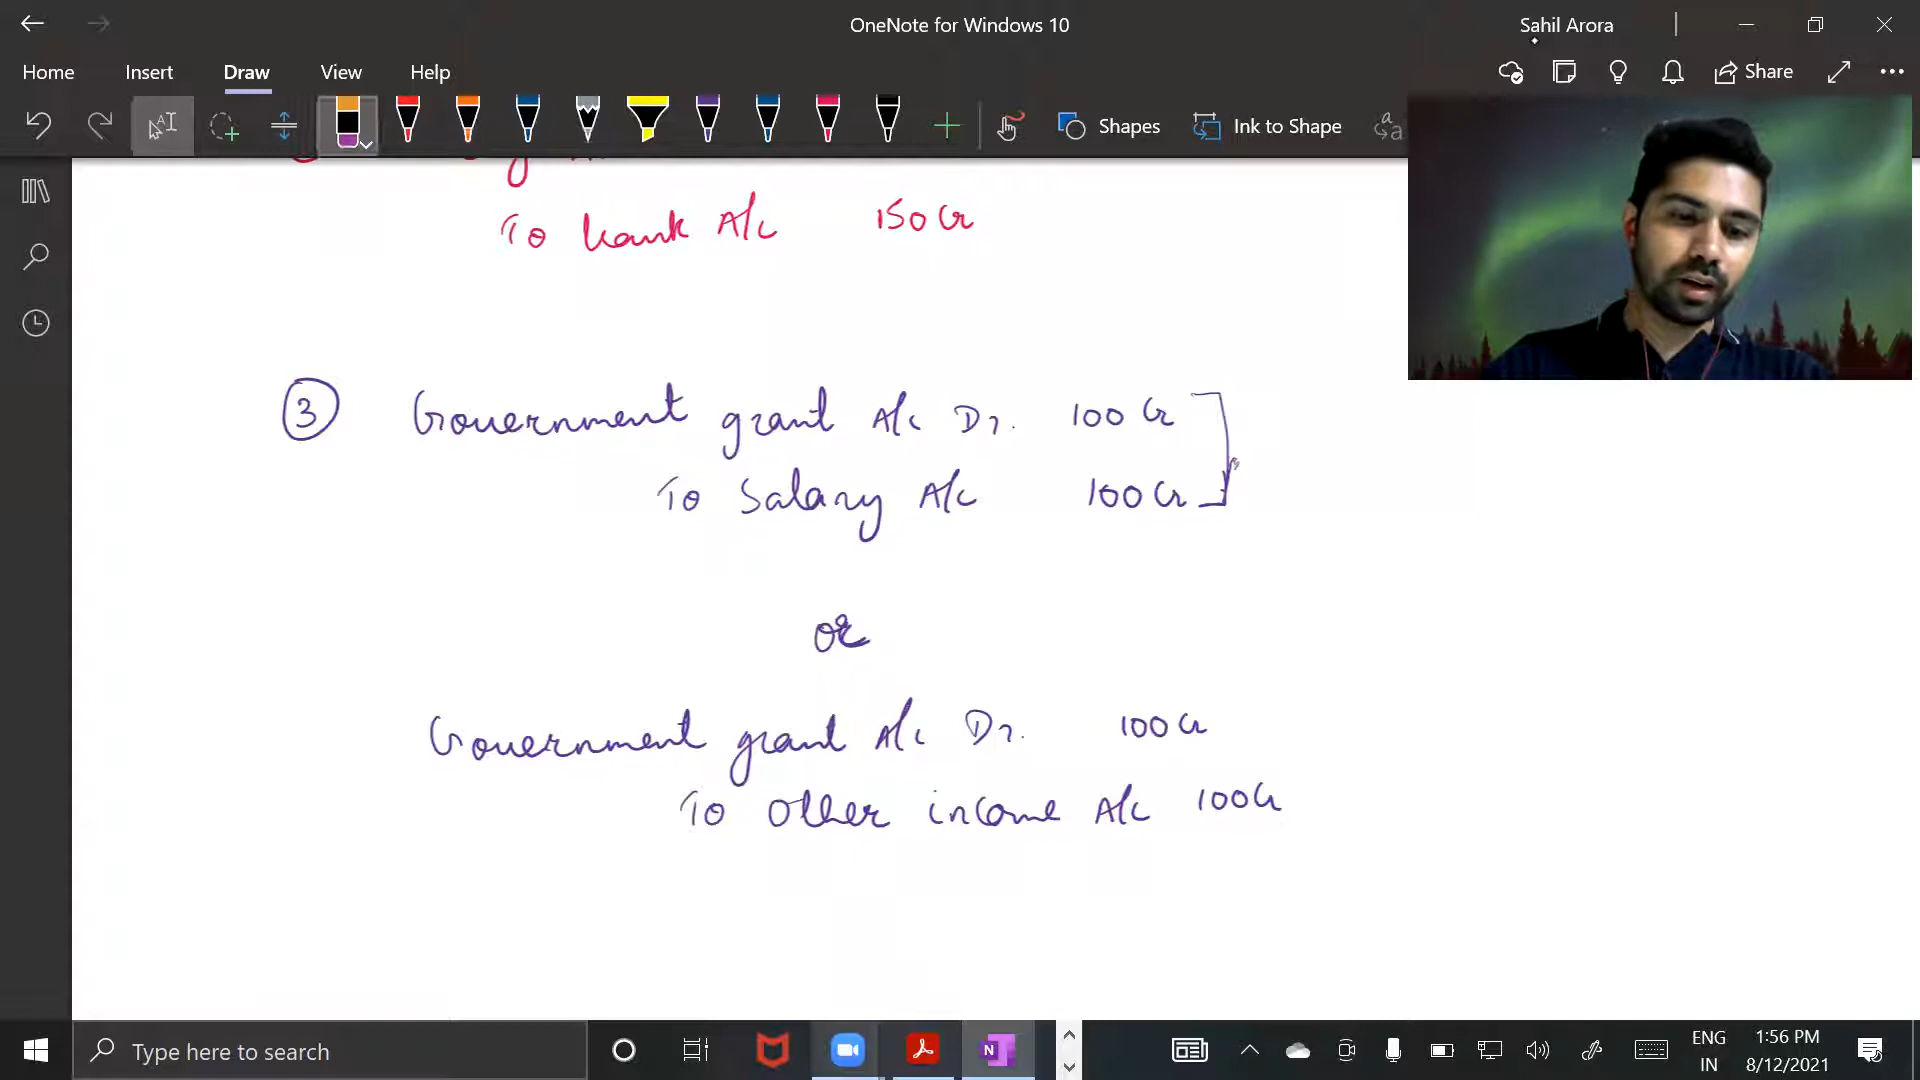 OneNote for Windows 10
Sahil Arora
Home Insert Draw View Help
Share
Shapes
Ink to Shape
To bank A/c 150 Cr
③ Government grant A/c Dr. 100 Cr
To Salary A/c 100 Cr
or
Government grant A/c Dr. 100 Cr
To Other income A/c 100 Cr
Type here to search
ENG
IN
1:56 PM
8/12/2021